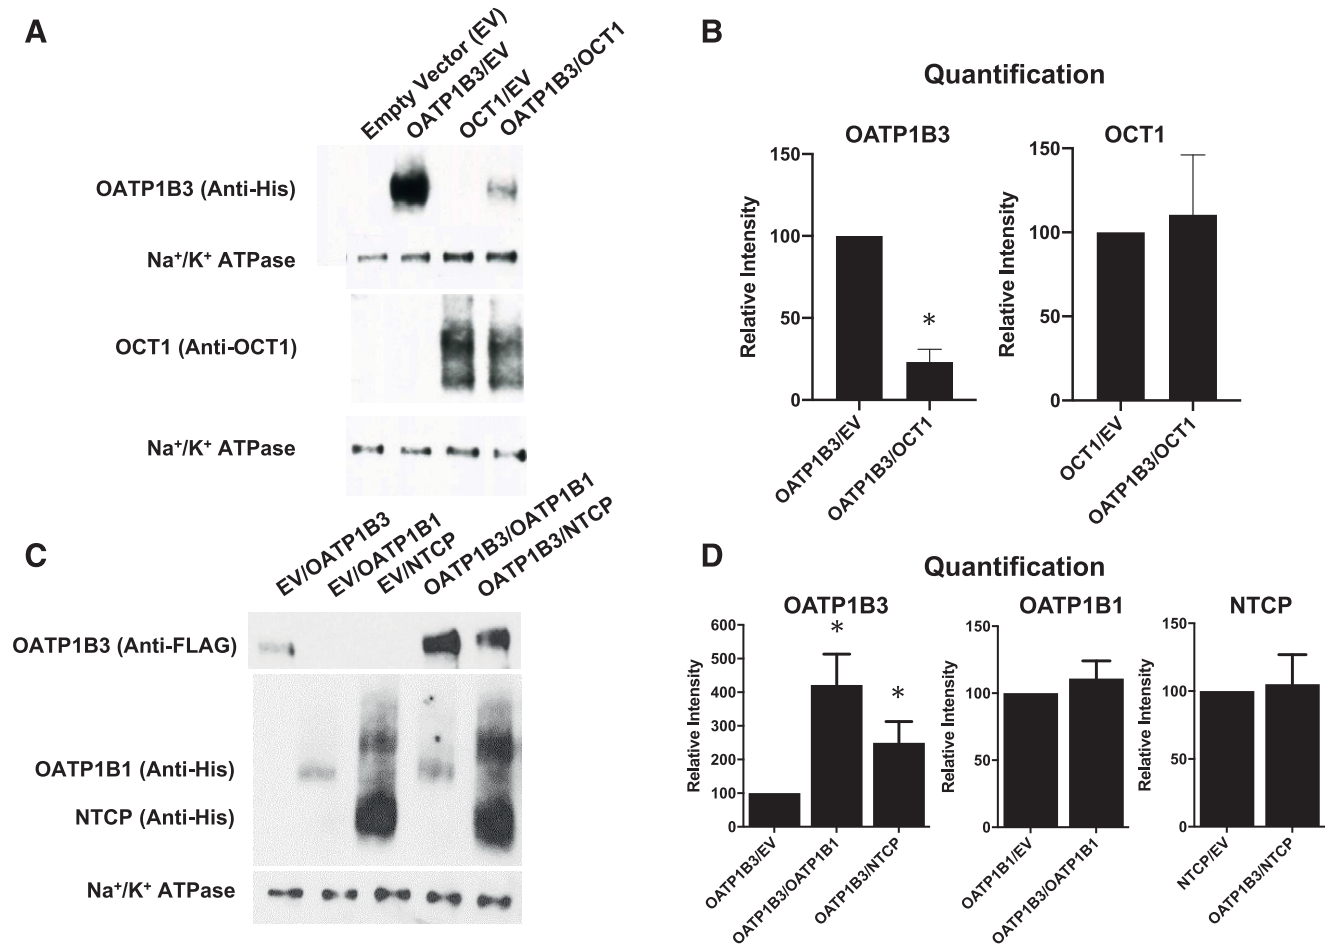 A
Empty Vector (EV)
OATP1B3/EV
OCT1/EV
OATP1B3/OCT1
OATP1B3 (Anti-His)
Na⁺/K⁺ ATPase
OCT1 (Anti-OCT1)
Na⁺/K⁺ ATPase
B
Quantification
OATP1B3
Relative Intensity
150
100
50
0
*
OATP1B3/EV
OATP1B3/OCT1
OCT1
Relative Intensity
150
100
50
0
OCT1/EV
OATP1B3/OCT1
C
EV/OATP1B3
EV/OATP1B1
EV/NTCP
OATP1B3/OATP1B1
OATP1B3/NTCP
OATP1B3 (Anti-FLAG)
OATP1B1 (Anti-His)
NTCP (Anti-His)
Na⁺/K⁺ ATPase
D
Quantification
OATP1B3
Relative Intensity
600
500
400
300
200
100
0
*
*
OATP1B3/EV
OATP1B3/OATP1B1
OATP1B3/NTCP
OATP1B1
Relative Intensity
150
100
50
0
OATP1B1/EV
OATP1B3/OATP1B1
NTCP
Relative Intensity
150
100
50
0
NTCP/EV
OATP1B3/NTCP